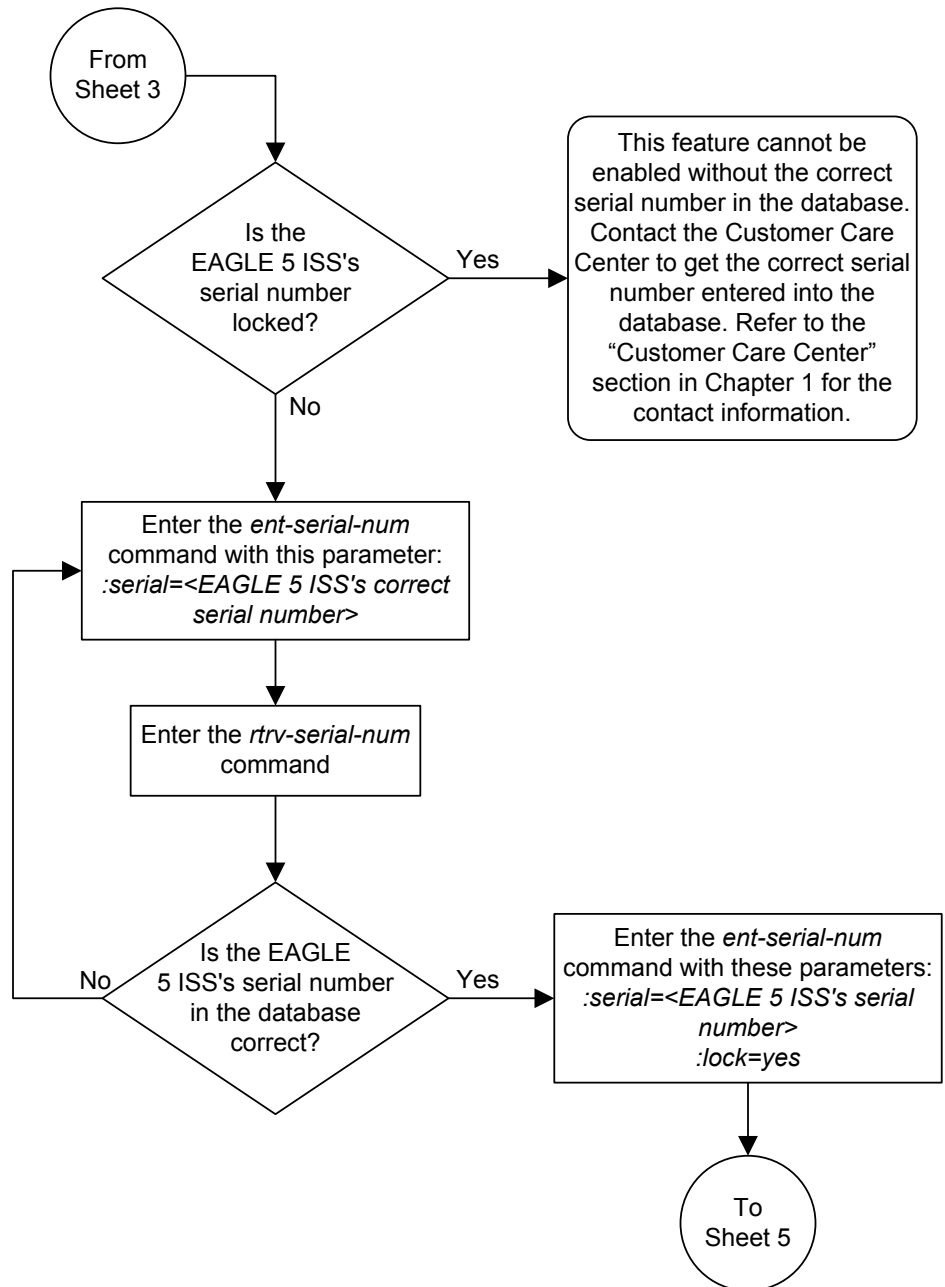 From
Sheet 3
Is the
EAGLE 5 ISS's
serial number
locked?
Yes
This feature cannot be
enabled without the correct
serial number in the database.
Contact the Customer Care
Center to get the correct serial
number entered into the
database. Refer to the
“Customer Care Center”
section in Chapter 1 for the
contact information.
No
Enter the ent-serial-num
command with this parameter:
:serial=<EAGLE 5 ISS's correct
serial number>
Enter the rtrv-serial-num
command
Is the EAGLE
5 ISS's serial number
in the database
correct?
No
Yes
Enter the ent-serial-num
command with these parameters:
:serial=<EAGLE 5 ISS's serial
number>
:lock=yes
To
Sheet 5